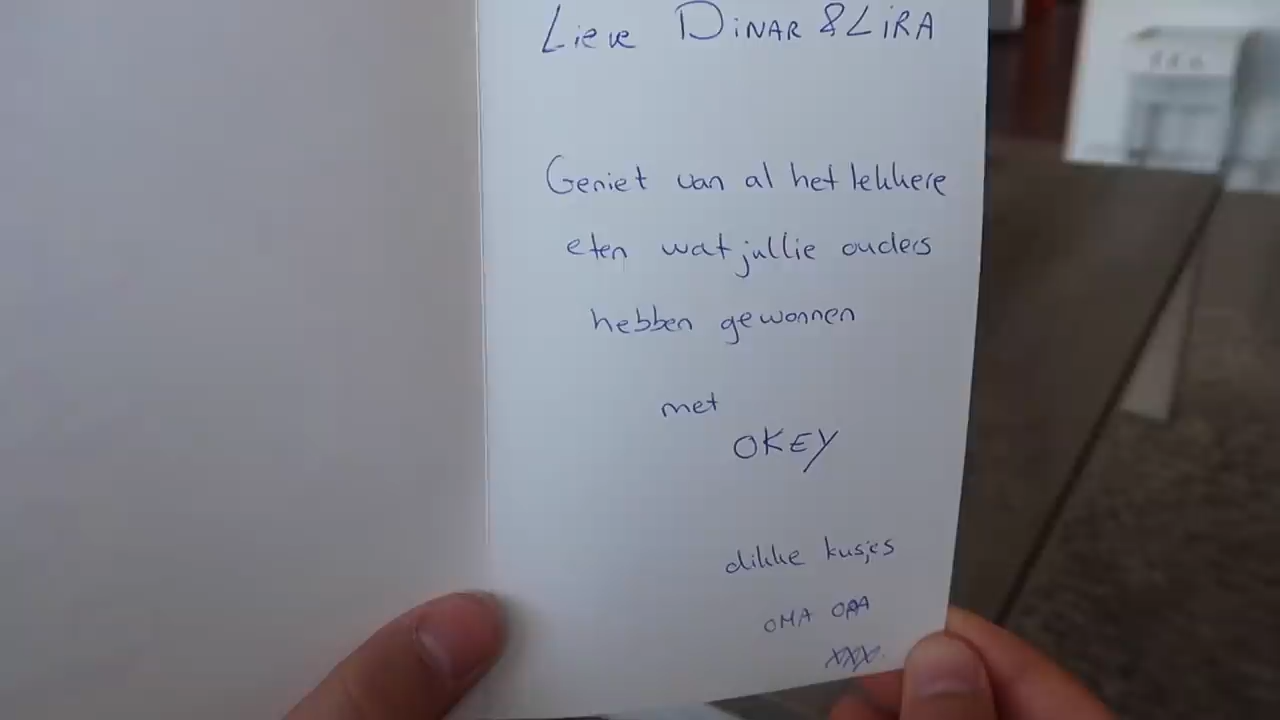 Lieve DINAR & LiRA
Geniet van al het lekkere
eten wat jullie ouders
hebben gewonnen
met
OKEY
dikke kusjes
OMA OPA
XXX.